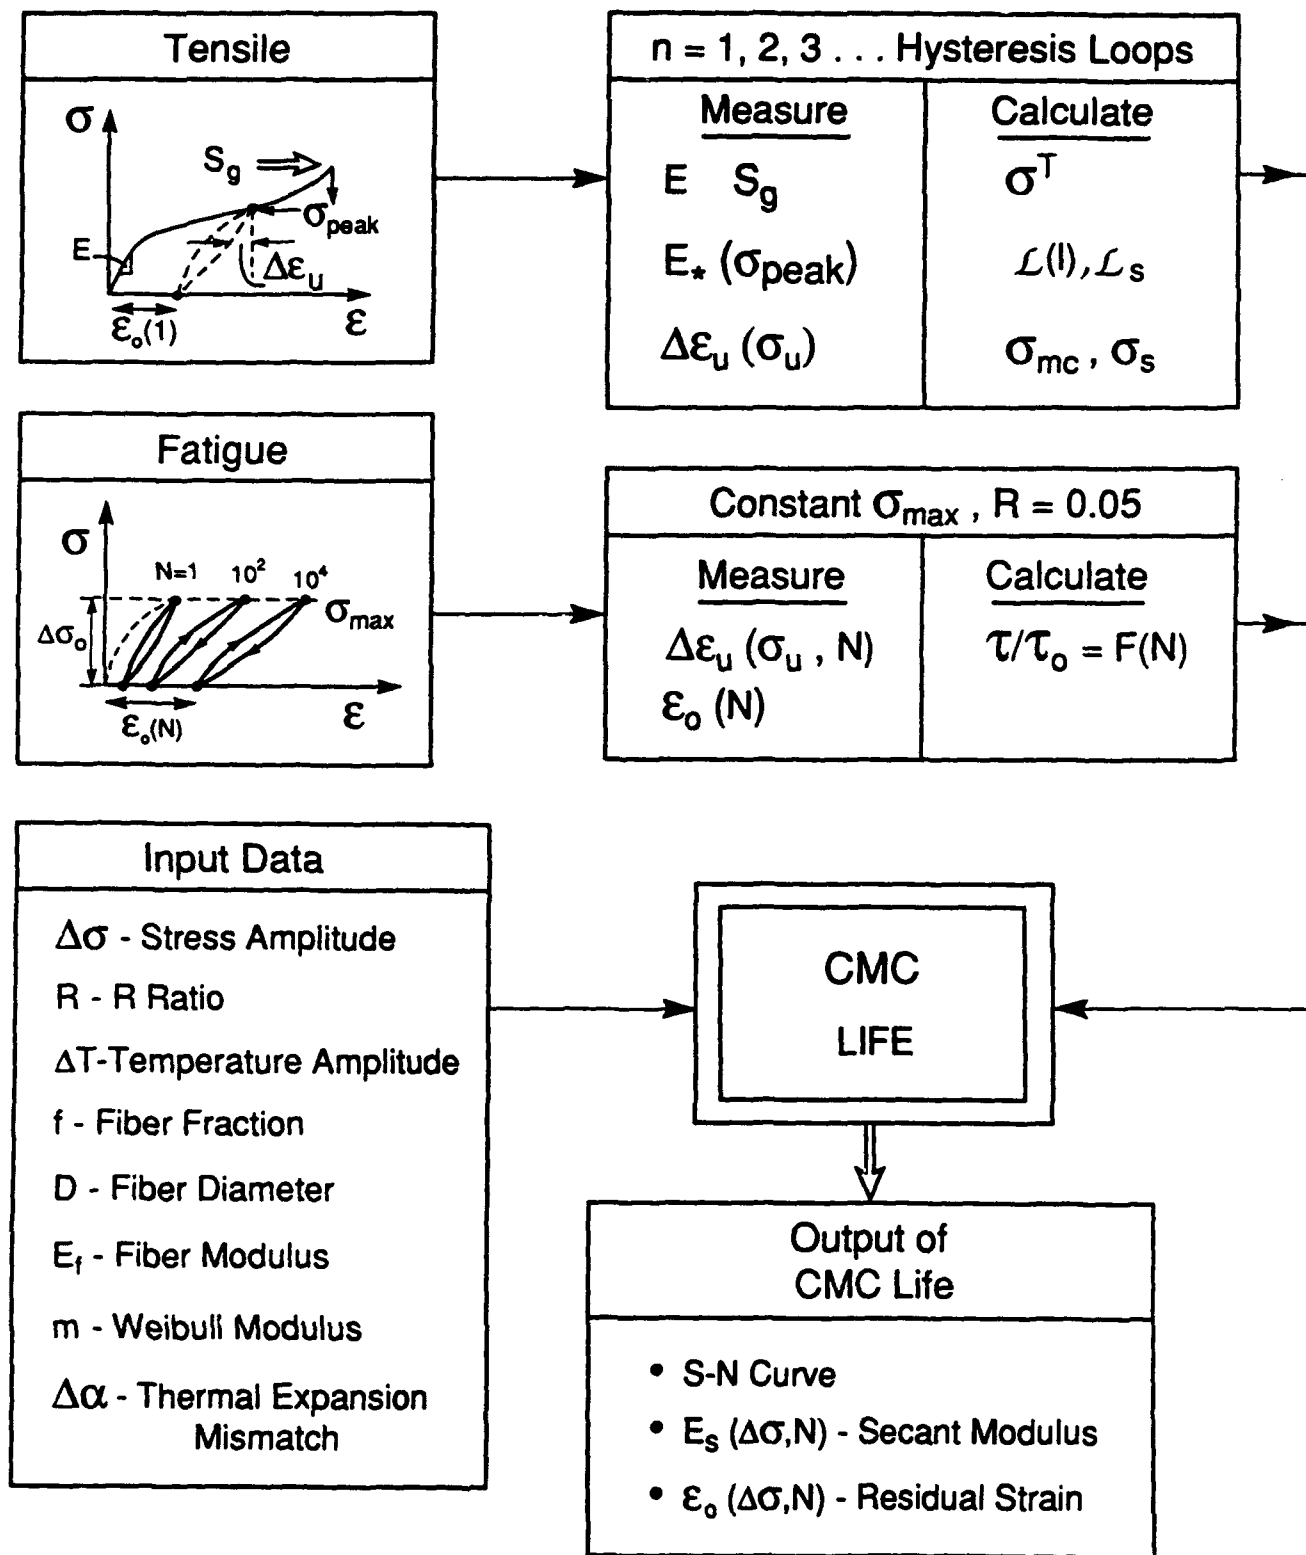 Tensile
σ
S_g
σ_peak
E
Δε_u
ε_o(1)
ε
n = 1, 2, 3 . . . Hysteresis Loops
Measure
Calculate
E S_g
σ^T
E_* (σ_peak)
ℒ(l), ℒ_s
Δε_u (σ_u)
σ_mc , σ_s
Fatigue
σ
N=1 10^2 10^4
σ_max
Δσ_o
ε_o(N)
ε
Constant σ_max , R = 0.05
Measure
Calculate
Δε_u (σ_u , N)
τ/τ_o = F(N)
ε_o (N)
Input Data
Δσ - Stress Amplitude
R - R Ratio
ΔT-Temperature Amplitude
f - Fiber Fraction
D - Fiber Diameter
E_f - Fiber Modulus
m - Weibull Modulus
Δα - Thermal Expansion
Mismatch
CMC
LIFE
Output of
CMC Life
• S-N Curve
• E_s (Δσ,N) - Secant Modulus
• ε_o (Δσ,N) - Residual Strain